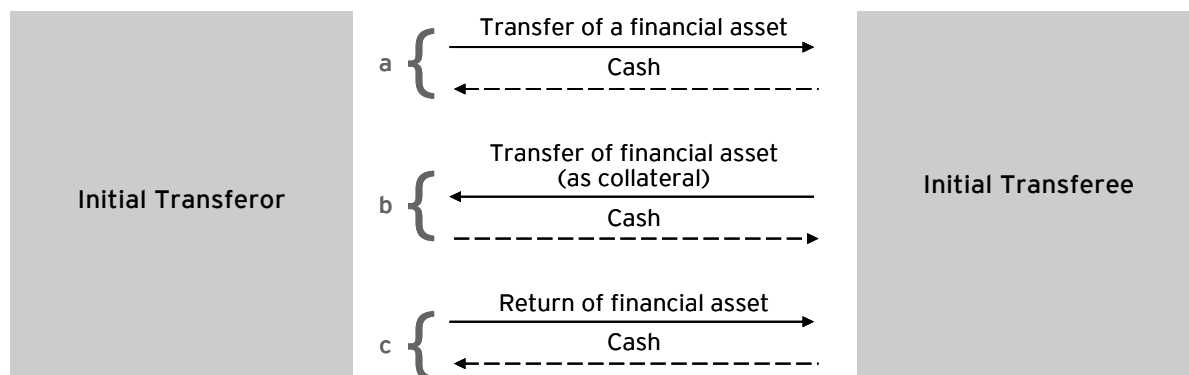 Transfer of a financial asset
a {
Cash
Transfer of financial asset
(as collateral)
Initial Transferor
Initial Transferee
b {
Cash
Return of financial asset
c {
Cash